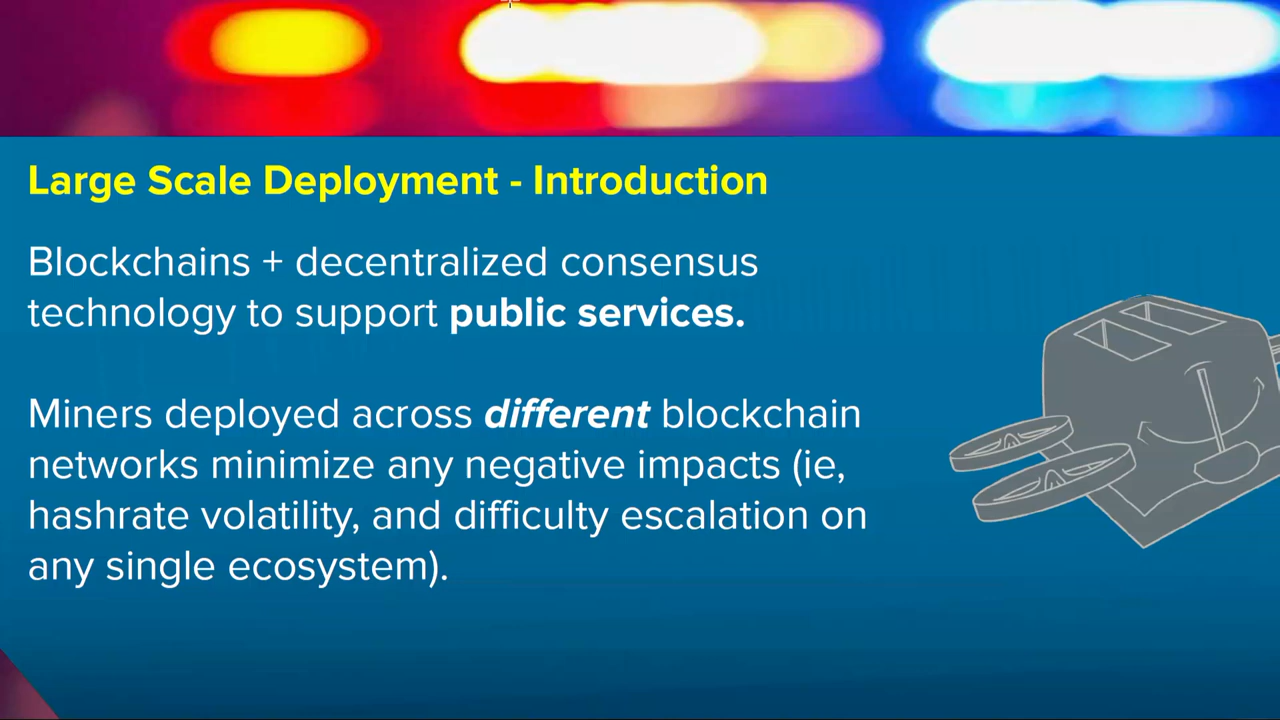 Large Scale Deployment - Introduction
Blockchains + decentralized consensus
technology to support public services.
Miners deployed across different blockchain
networks minimize any negative impacts (ie,
hashrate volatility, and difficulty escalation on
any single ecosystem).